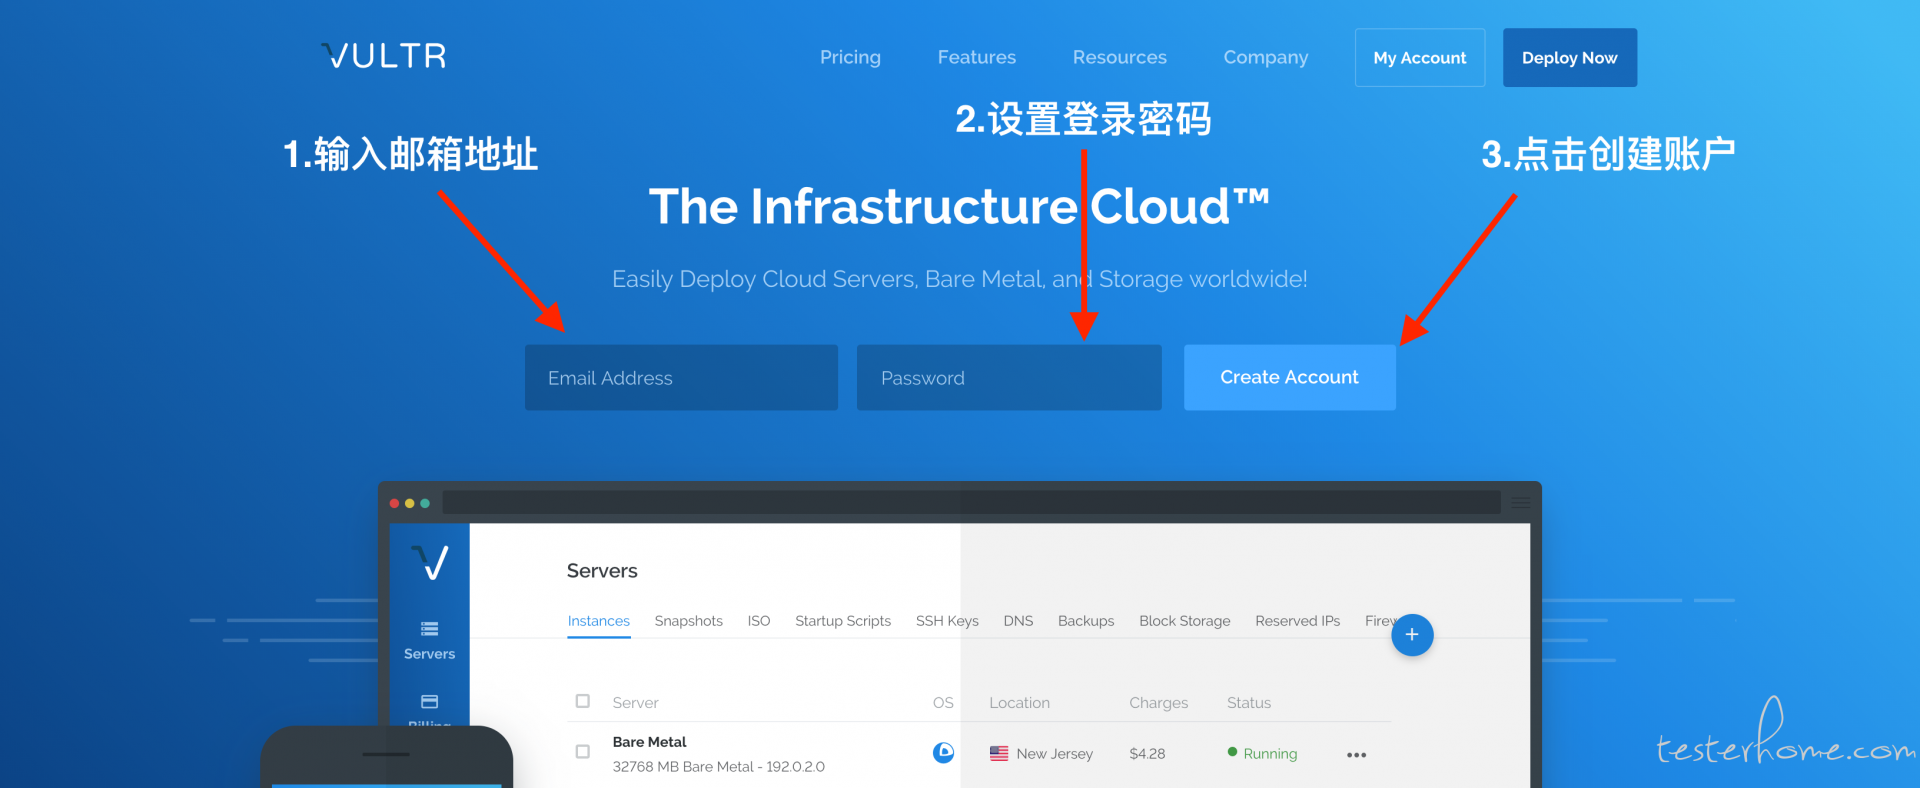 VULTR
Pricing Features Resources Company My Account Deploy Now
2.设置登录密码
1.输入邮箱地址
3.点击创建账户
The Infrastructure Cloud™
Easily Deploy Cloud Servers, Bare Metal, and Storage worldwide!
Email Address Password Create Account
Servers
Instances Snapshots ISO Startup Scripts SSH Keys DNS Backups Block Storage Reserved IPs
+
Servers
Server OS Location Charges Status
Bare Metal
32768 MB Bare Metal - 192.0.2.0
New Jersey $4.28 Running
testerhome.com